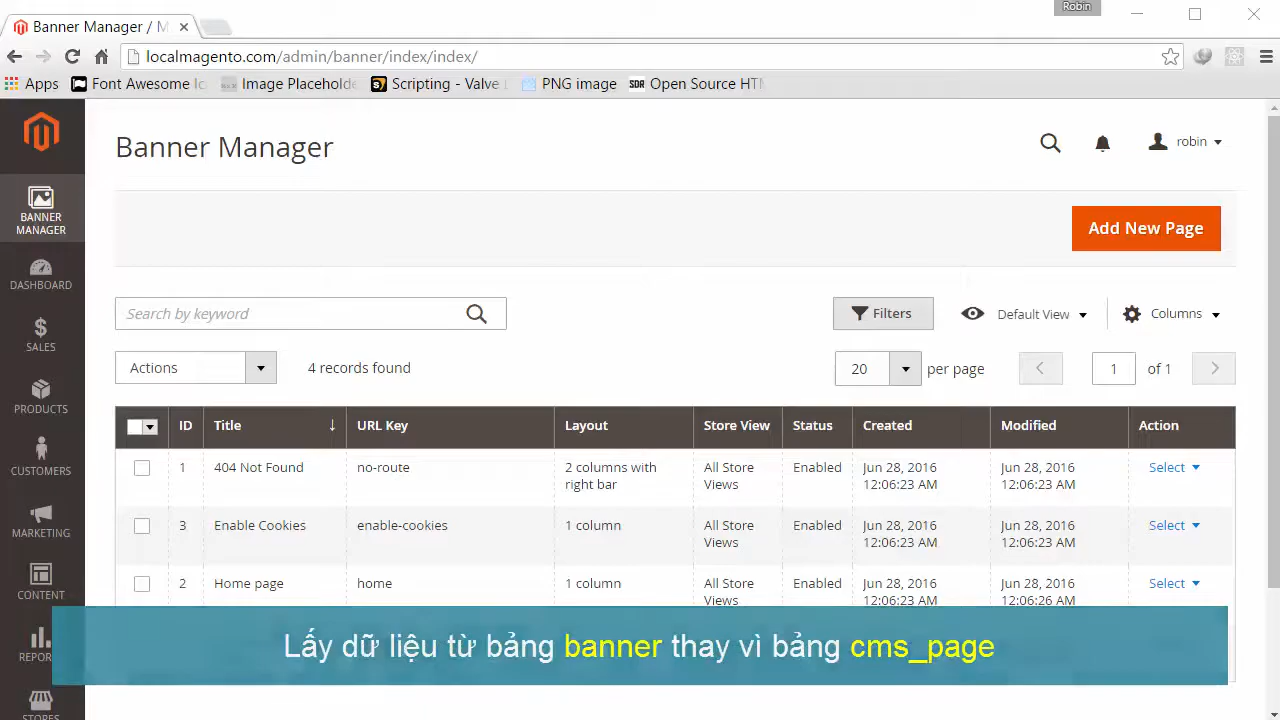 Robin
Banner Manager / M
localmagento.com/admin/banner/index/index/
Apps
Font Awesome Ic
Image Placeholde
Scripting - Valve
PNG image
SDR
Open Source HTM
Banner Manager
robin
Add New Page
BANNER
MANAGER
DASHBOARD
SALES
PRODUCTS
CUSTOMERS
MARKETING
CONTENT
REPOR
STORES
Search by keyword
Filters
Default View
Columns
Actions
4 records found
20
per page
1
of 1
ID
Title
URL Key
Layout
Store View
Status
Created
Modified
Action
1
404 Not Found
no-route
2 columns with
right bar
All Store
Views
Enabled
Jun 28, 2016
12:06:23 AM
Jun 28, 2016
12:06:23 AM
Select
3
Enable Cookies
enable-cookies
1 column
All Store
Views
Enabled
Jun 28, 2016
12:06:23 AM
Jun 28, 2016
12:06:23 AM
Select
2
Home page
home
1 column
All Store
Views
Enabled
Jun 28, 2016
12:06:23 AM
Jun 28, 2016
12:06:26 AM
Select
Lấy dữ liệu từ bảng banner thay vì bảng cms_page